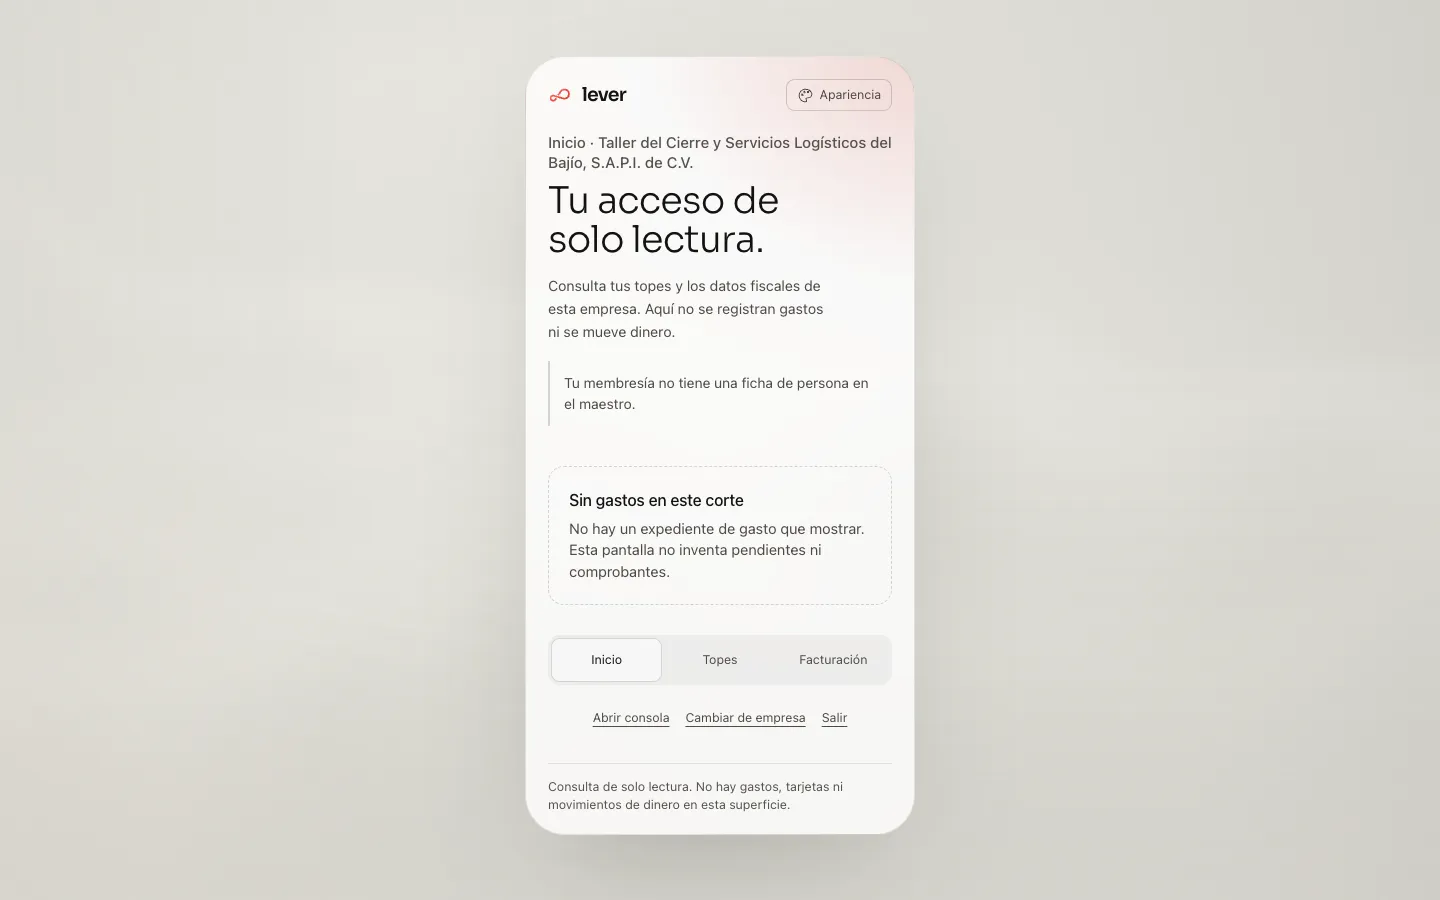 lever
Apariencia
Inicio · Taller del Cierre y Servicios Logísticos del
Bajío, S.A.P.I. de C.V.
Tu acceso de
solo lectura.
Consulta tus topes y los datos fiscales de
esta empresa. Aquí no se registran gastos
ni se mueve dinero.
Tu membresía no tiene una ficha de persona en
el maestro.
Sin gastos en este corte
No hay un expediente de gasto que mostrar.
Esta pantalla no inventa pendientes ni
comprobantes.
Inicio
Topes
Facturación
Abrir consola
Cambiar de empresa
Salir
Consulta de solo lectura. No hay gastos, tarjetas ni
movimientos de dinero en esta superficie.